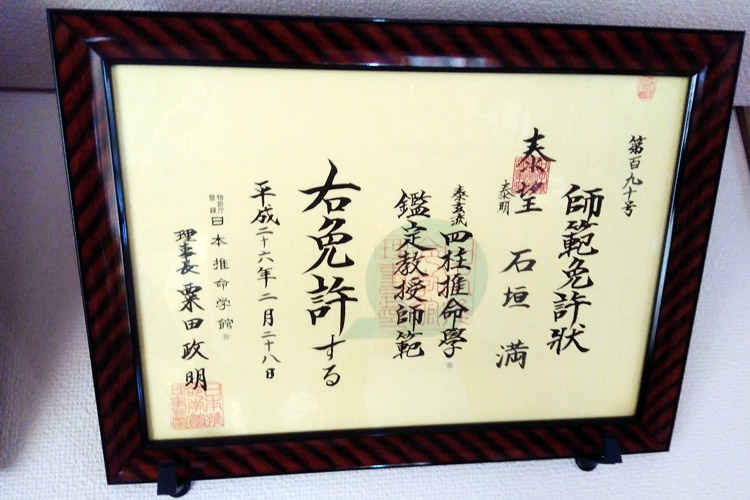 第百九十号
師範免許状
泰望 石垣 満
泰明
泰玄流 四柱推命學
鑑定教授師範
右免許する
平成二十六年二月二十八日
特許庁登録 日本推命学館
理事長 粟田政明